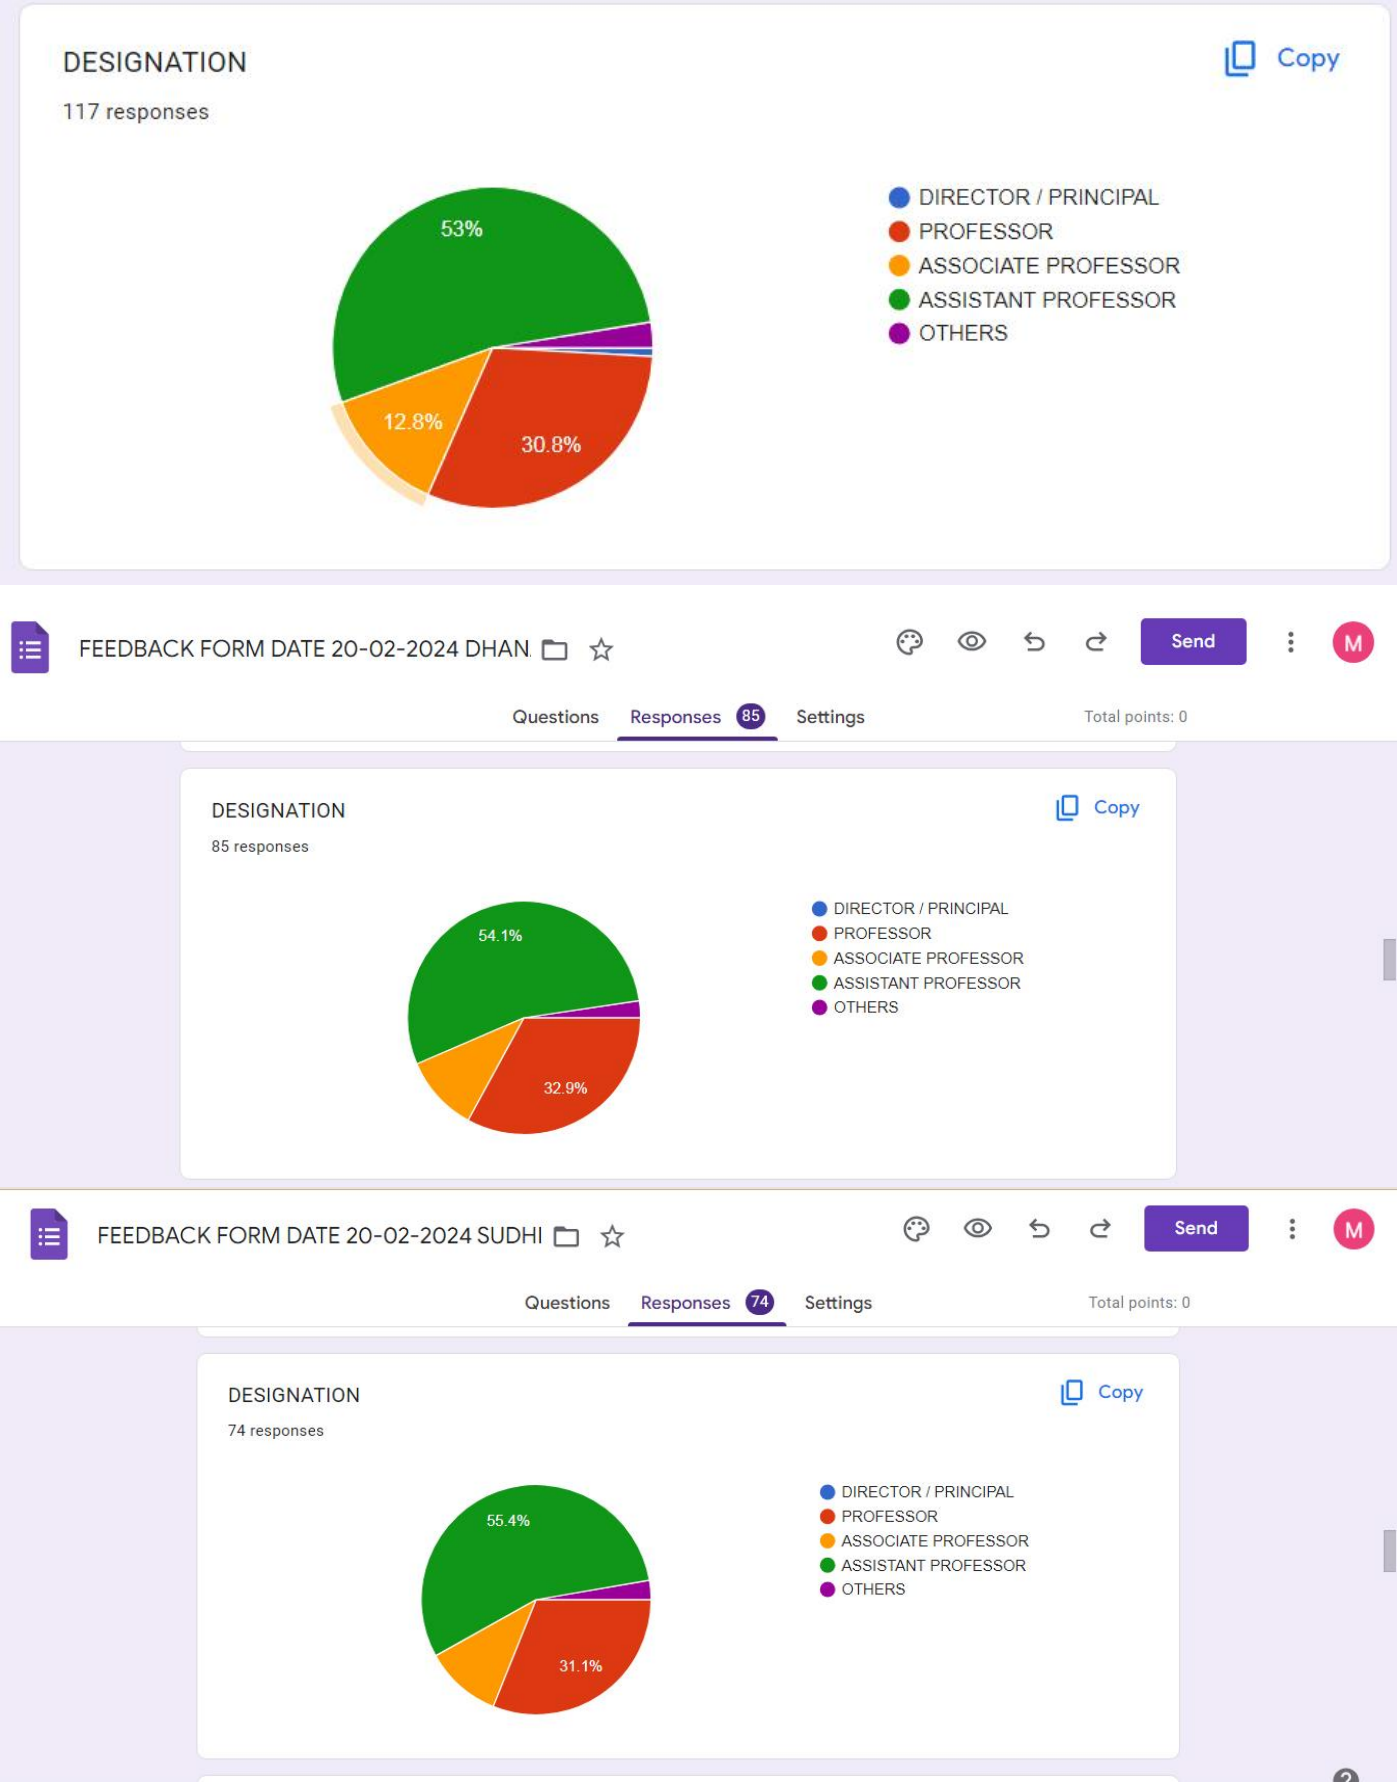 DESIGNATION
Copy
117 responses
53%
12.8%
30.8%
DIRECTOR / PRINCIPAL
PROFESSOR
ASSOCIATE PROFESSOR
ASSISTANT PROFESSOR
OTHERS
FEEDBACK FORM DATE 20-02-2024 DHAN
Send
M
Questions Responses 85 Settings Total points: 0
DESIGNATION
Copy
85 responses
54.1%
32.9%
DIRECTOR / PRINCIPAL
PROFESSOR
ASSOCIATE PROFESSOR
ASSISTANT PROFESSOR
OTHERS
FEEDBACK FORM DATE 20-02-2024 SUDHI
Send
M
Questions Responses 74 Settings Total points: 0
DESIGNATION
Copy
74 responses
55.4%
31.1%
DIRECTOR / PRINCIPAL
PROFESSOR
ASSOCIATE PROFESSOR
ASSISTANT PROFESSOR
OTHERS